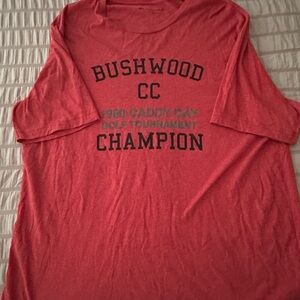 BUSHWOOD
CC
1980 CADDY DAY
GOLF TOURNAMENT
CHAMPION